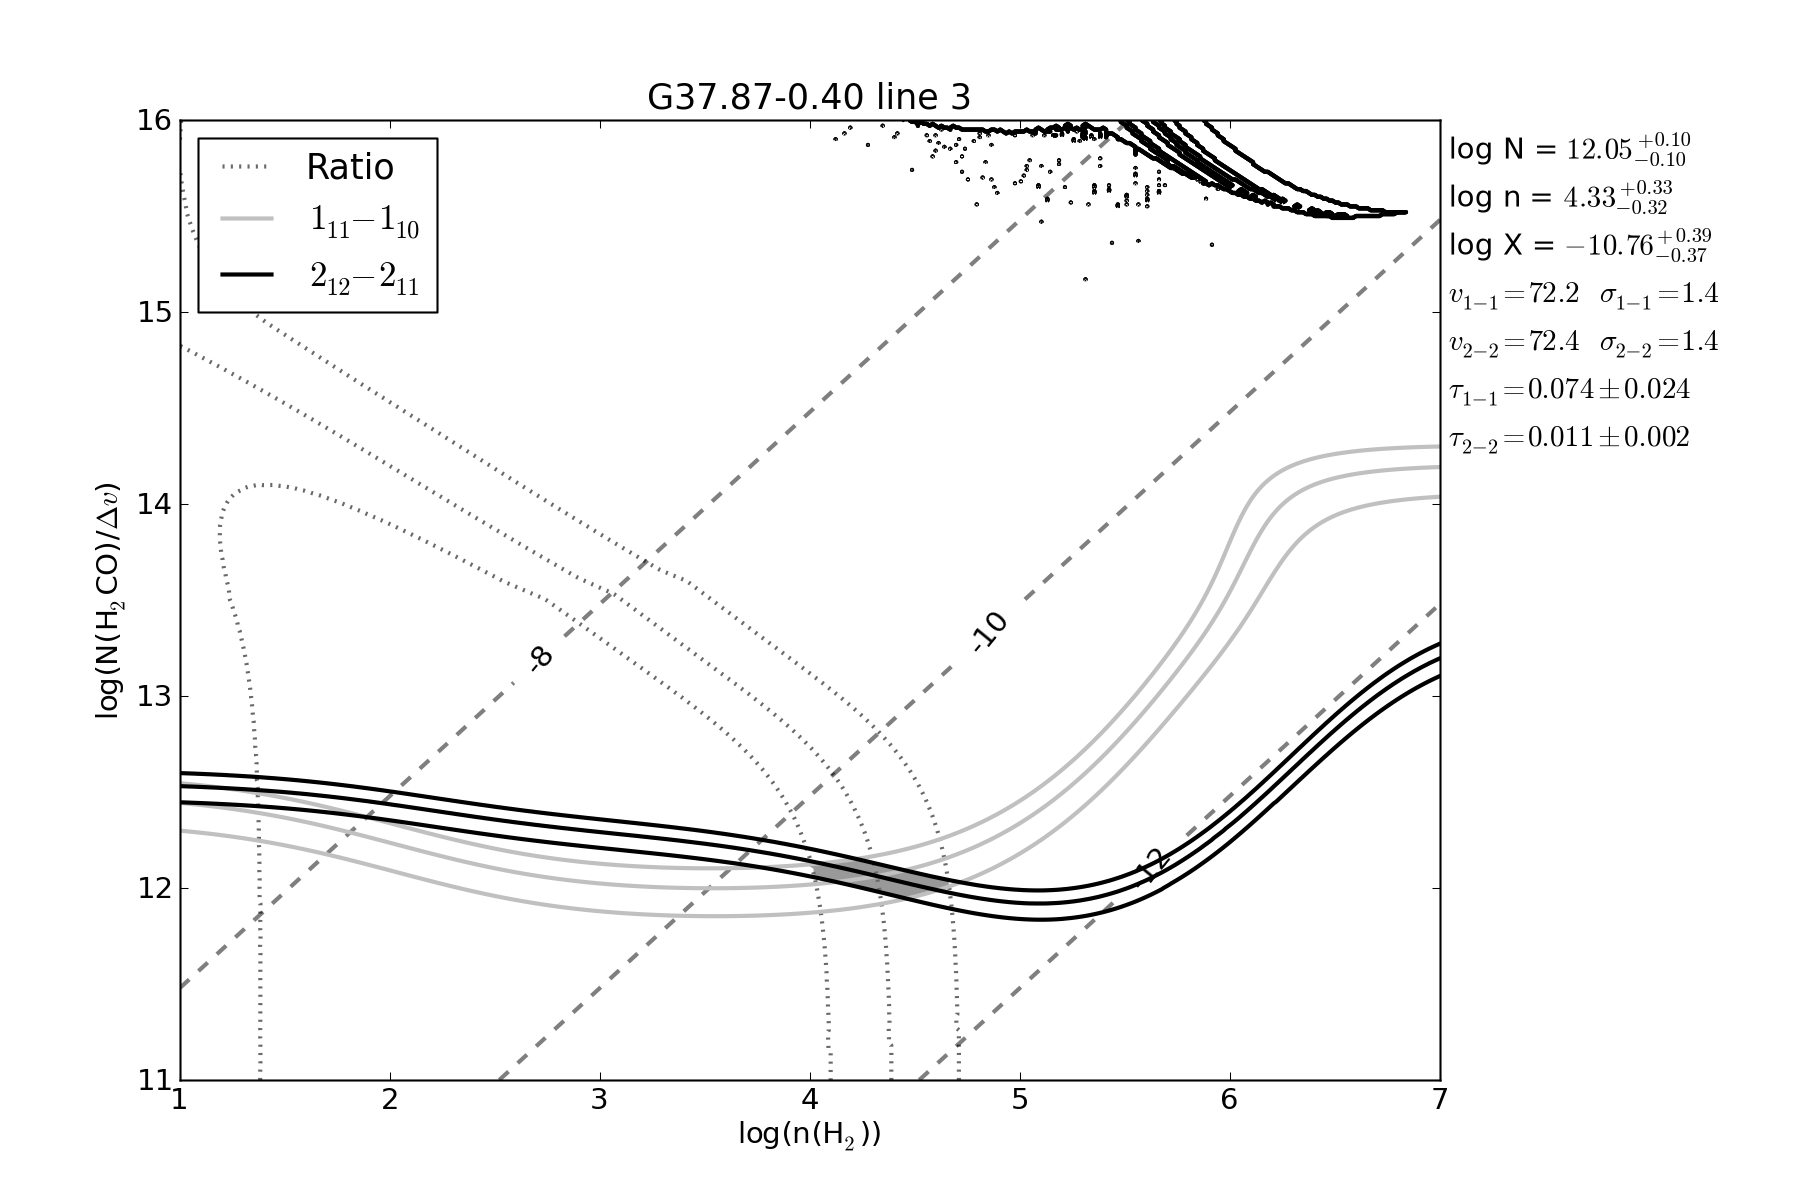 G37.87-0.40 line 3
16
15
14
13
12
11
log(N(H₂CO)/Δv)
Ratio
1₁₁−1₁₀
2₁₂−2₁₁
-8
-10
-12
1 2 3 4 5 6 7
log(n(H₂))
log N = 12.05 +0.10 −0.10
log n = 4.33 +0.33 −0.32
log X = −10.76 +0.39 −0.37
v₁₋₁=72.2 σ₁₋₁=1.4
v₂₋₂=72.4 σ₂₋₂=1.4
τ₁₋₁=0.074±0.024
τ₂₋₂=0.011±0.002